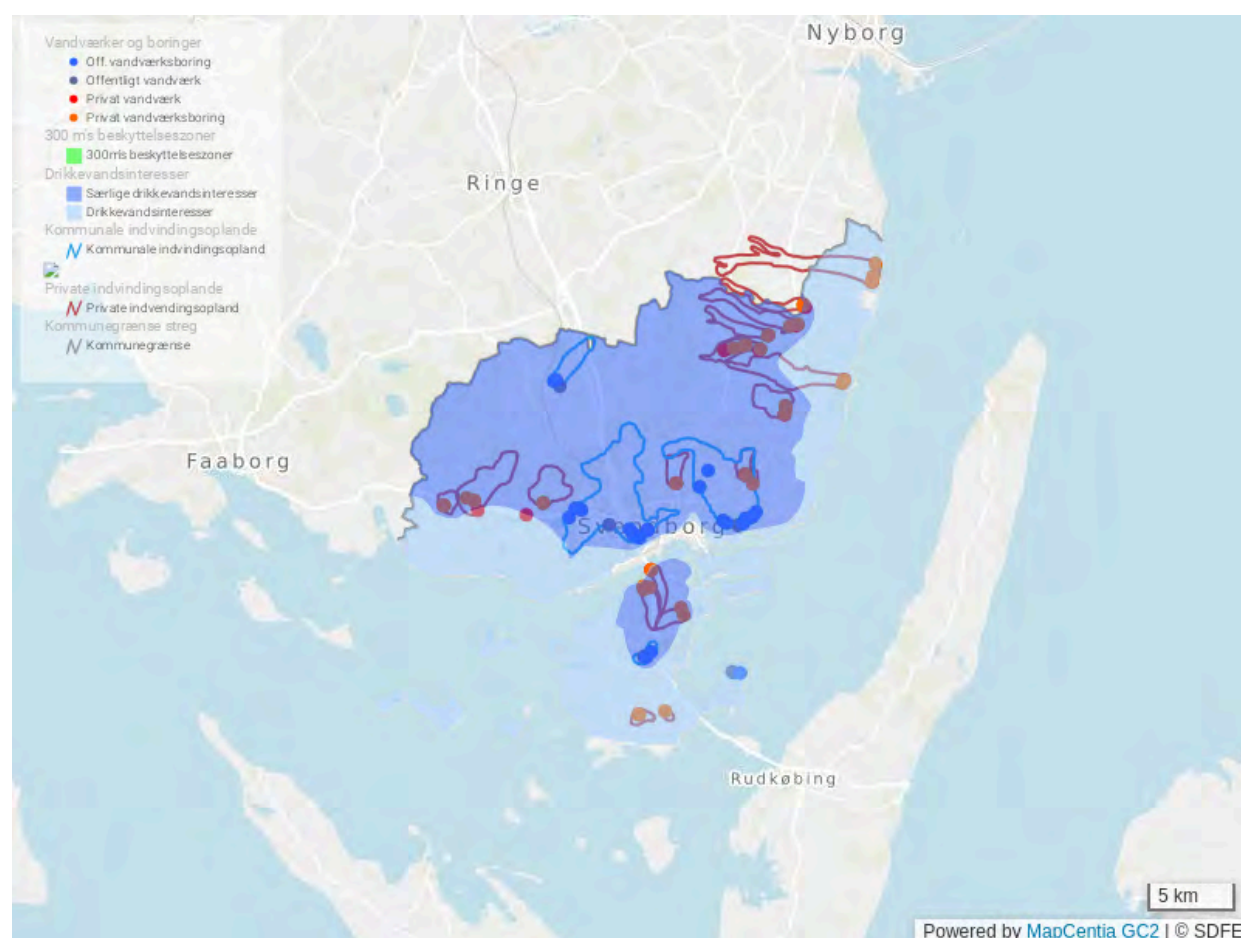 Vandværker og boringer
Off. vandværksboring
Offentligt vandværk
Privat vandværk
Privat vandværksboring
300 m's beskyttelseszoner
300m's beskyttelseszoner
Drikkevandsinteresser
Særlige drikkevandsinteresser
Drikkevandsinteresser
Kommunale indvindingsoplande
Kommunale indvindingsopland
Private indvindingsoplande
Private indvendingsopland
Kommunegrænse streg
Kommunegrænse
Nyborg
Ringe
Faaborg
Svendborg
Rudkøbing
5 km
Powered by MapCentia GC2 | © SDFE